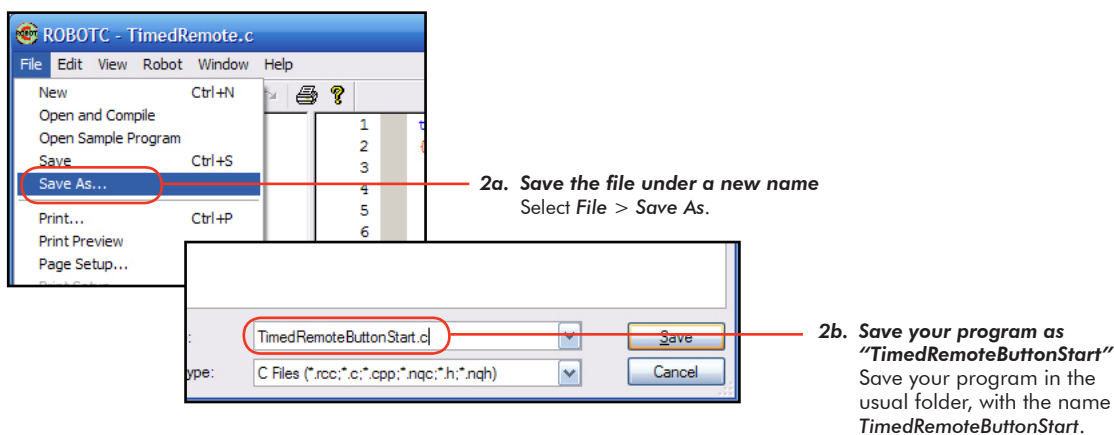 ROBOTC - TimedRemote.c
File Edit View Robot Window Help
New Ctrl+N
Open and Compile
Open Sample Program
Save Ctrl+S
Save As...
Print... Ctrl+P
Print Preview
Page Setup...
1
2
3
4
5
6
2a. Save the file under a new name
Select File > Save As.
TimedRemoteButtonStart.c
Save
ype: C Files (*.rcc;*.c;*.cpp;*.nqc;*.h;*.nqh)
Cancel
2b. Save your program as
“TimedRemoteButtonStart”
Save your program in the
usual folder, with the name
TimedRemoteButtonStart.